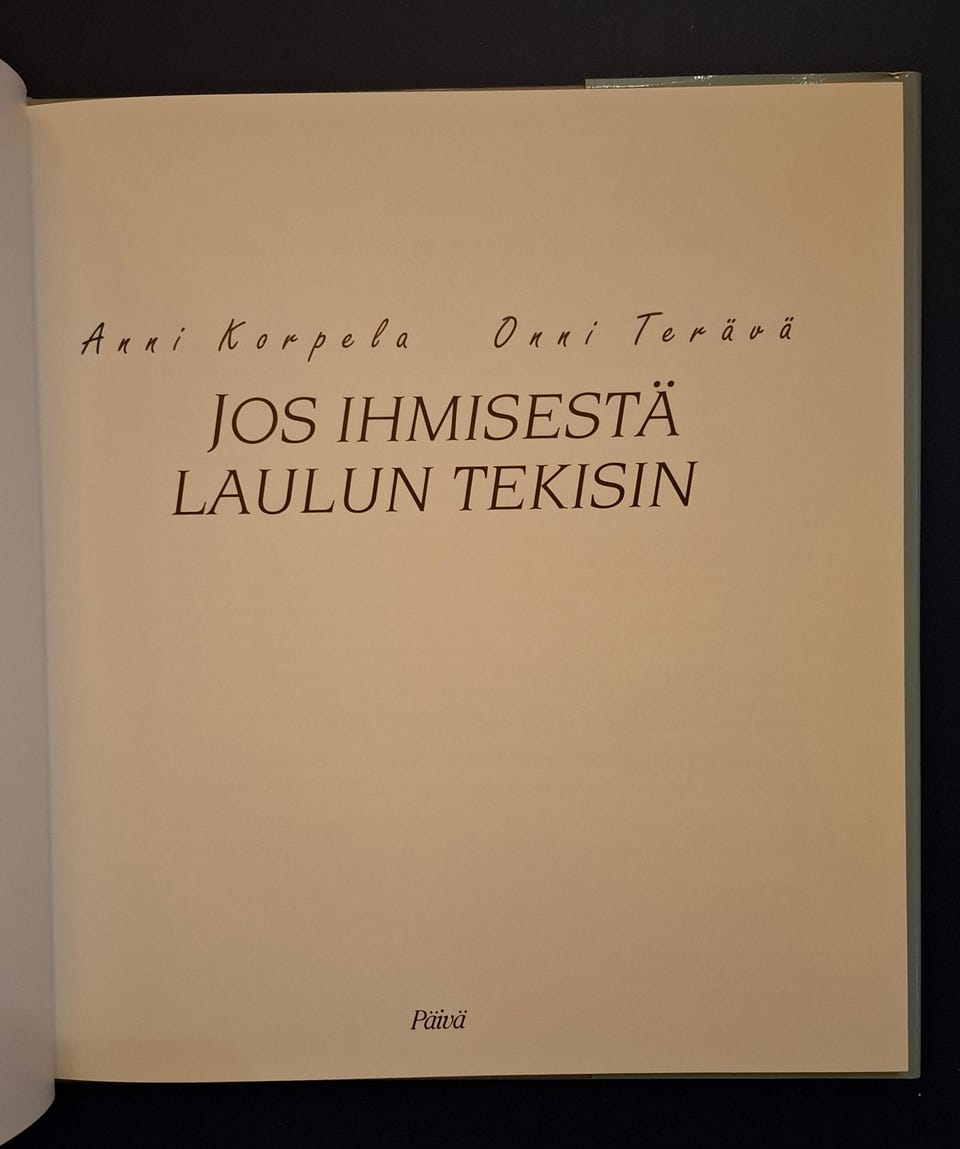 Anni Korpela Onni Terävä
JOS IHMISESTÄ
LAULUN TEKISIN
Päivä